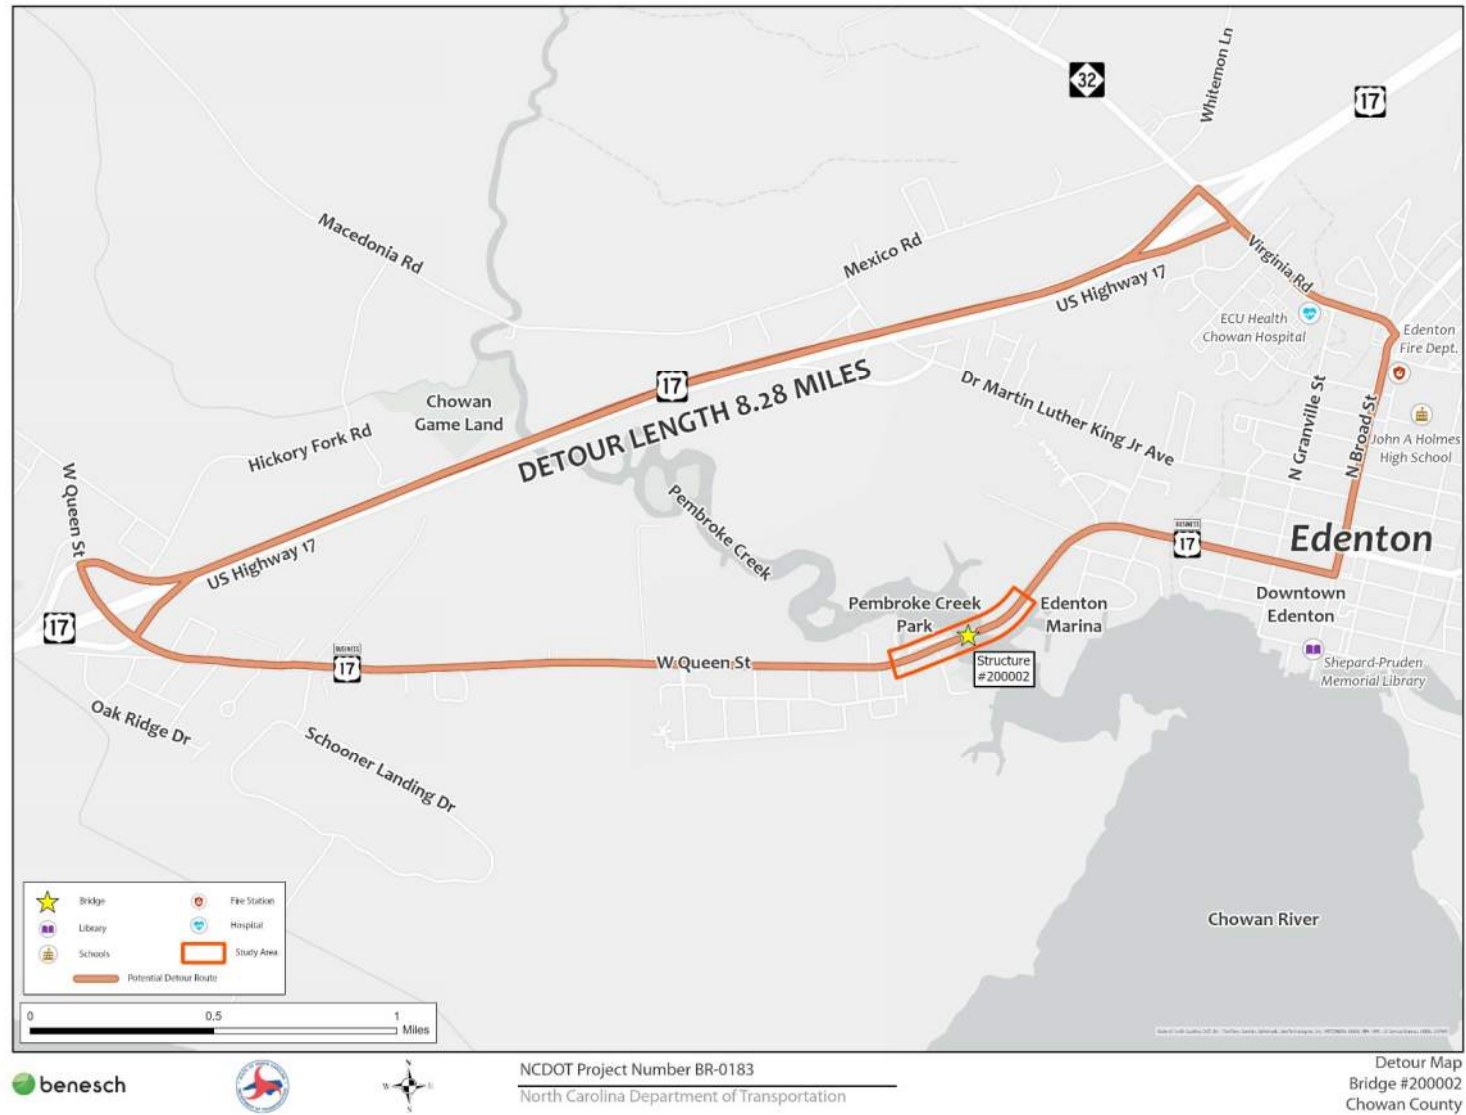 32
Whitemon Ln
17
Macedonia Rd
Mexico Rd
Virginia Rd
US Highway 17
ECU Health
Chowan Hospital
Edenton
Fire Dept.
17
DETOUR LENGTH 8.28 MILES
Chowan
Game Land
Dr Martin Luther King Jr Ave
N Granville St
N Broad St
John A Holmes
High School
Hickory Fork Rd
W Queen St
Pembroke Creek
US Highway 17
BUSINESS
17
Edenton
Pembroke Creek
Park
Edenton
Marina
Downtown
Edenton
17
BUSINESS
17
W Queen St
Structure
#200002
Shepard-Pruden
Memorial Library
Oak Ridge Dr
Schooner Landing Dr
Chowan River
Bridge
Fire Station
Library
Hospital
Schools
Study Area
Potential Detour Route
0 0.5 1
Miles
benesch
N
W
S
NCDOT Project Number BR-0183
North Carolina Department of Transportation
Detour Map
Bridge #200002
Chowan County